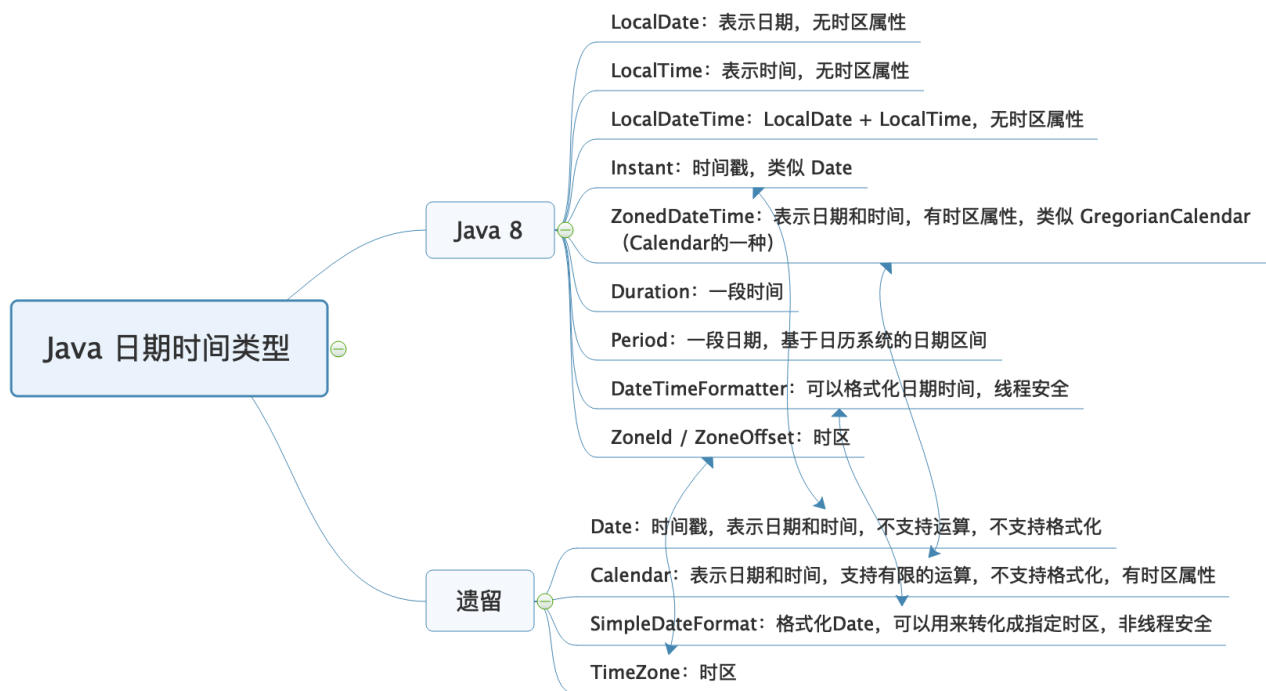 Java 日期时间类型
Java 8
LocalDate：表示日期，无时区属性
LocalTime：表示时间，无时区属性
LocalDateTime：LocalDate + LocalTime，无时区属性
Instant：时间戳，类似 Date
ZonedDateTime：表示日期和时间，有时区属性，类似 GregorianCalendar
（Calendar的一种）
Duration：一段时间
Period：一段日期，基于日历系统的日期区间
DateTimeFormatter：可以格式化日期时间，线程安全
ZoneId / ZoneOffset：时区
遗留
Date：时间戳，表示日期和时间，不支持运算，不支持格式化
Calendar：表示日期和时间，支持有限的运算，不支持格式化，有时区属性
SimpleDateFormat：格式化Date，可以用来转化成指定时区，非线程安全
TimeZone：时区